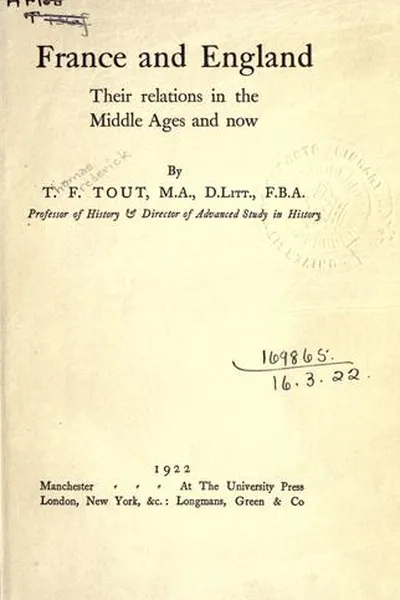 France and England
Their relations in the
Middle Ages and now
By
Thomas Frederick
T. F. TOUT, M.A., D.LITT., F.B.A.
Professor of History & Director of Advanced Study in History
169865.
16.3.22.
1922
Manchester · · · At The University Press
London, New York, &c.: Longmans, Green & Co